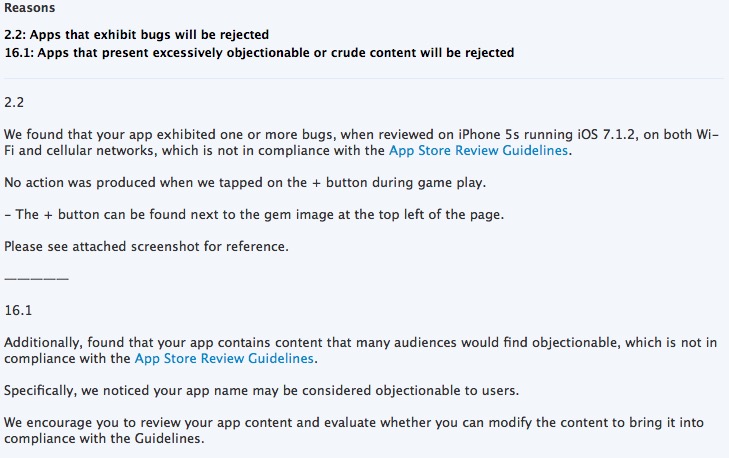 Reasons
2.2: Apps that exhibit bugs will be rejected
16.1: Apps that present excessively objectionable or crude content will be rejected
2.2
We found that your app exhibited one or more bugs, when reviewed on iPhone 5s running iOS 7.1.2, on both Wi-
Fi and cellular networks, which is not in compliance with the App Store Review Guidelines.
No action was produced when we tapped on the + button during game play.
- The + button can be found next to the gem image at the top left of the page.
Please see attached screenshot for reference.
——————
16.1
Additionally, found that your app contains content that many audiences would find objectionable, which is not in
compliance with the App Store Review Guidelines.
Specifically, we noticed your app name may be considered objectionable to users.
We encourage you to review your app content and evaluate whether you can modify the content to bring it into
compliance with the Guidelines.